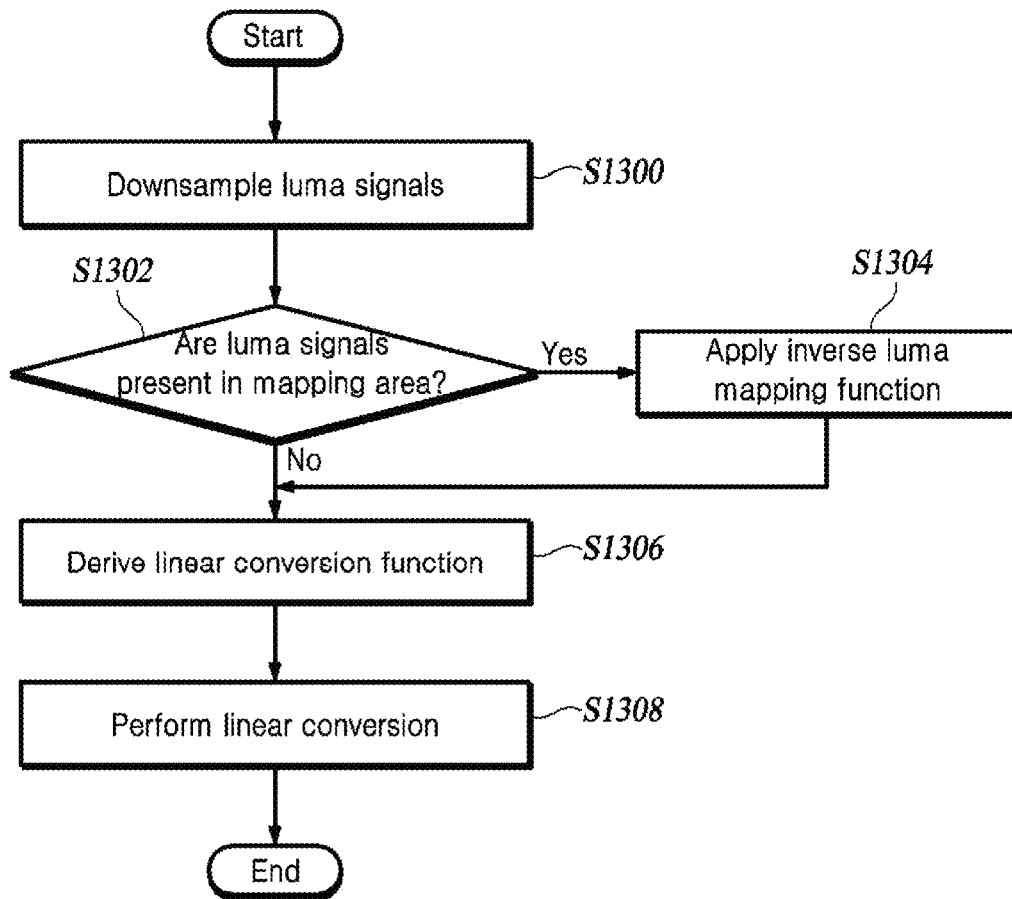 Start
Downsample luma signals
S1300
S1302
Are luma signals
present in mapping area?
Yes
S1304
Apply inverse luma
mapping function
No
Derive linear conversion function
S1306
Perform linear conversion
S1308
End